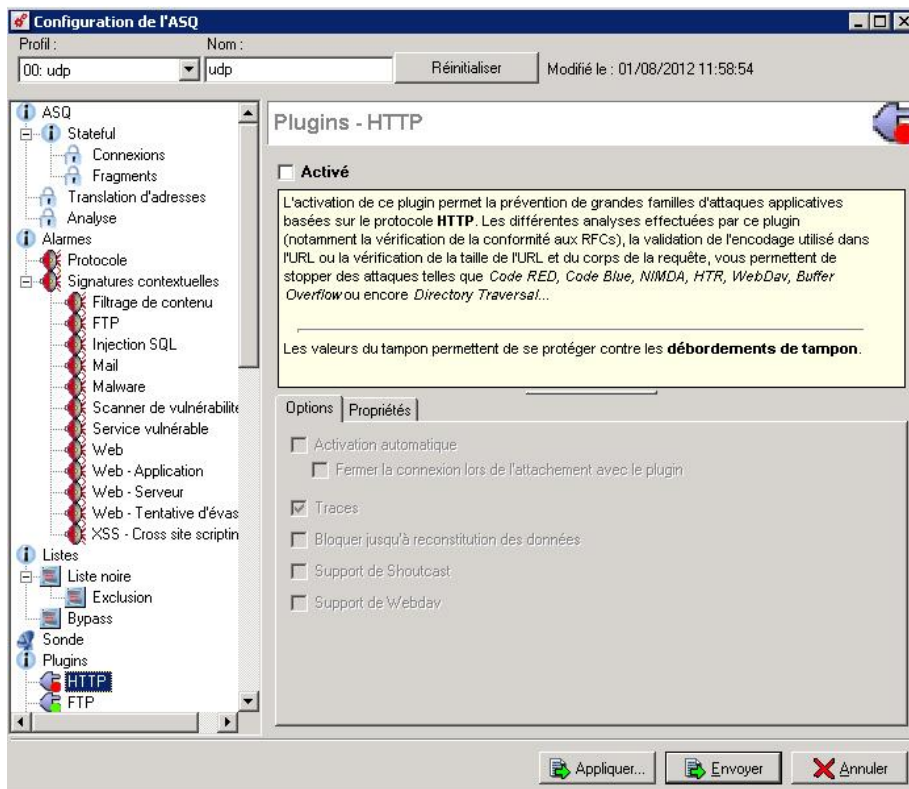 Configuration de l'ASQ
Profil :
Nom :
00: udp
udp
Réinitialiser
Modifié le : 01/08/2012 11:58:54
ASQ
Stateful
Connexions
Fragments
Translation d'adresses
Analyse
Alarmes
Protocole
Signatures contextuelles
Filtrage de contenu
FTP
Injection SQL
Mail
Malware
Scanner de vulnérabilité
Service vulnérable
Web
Web - Application
Web - Serveur
Web - Tentative d'évas
XSS - Cross site scriptin
Listes
Liste noire
Exclusion
Bypass
Sonde
Plugins
HTTP
FTP
Plugins - HTTP
Activé
L'activation de ce plugin permet la prévention de grandes familles d'attaques applicatives
basées sur le protocole HTTP. Les différentes analyses effectuées par ce plugin
(notamment la vérification de la conformité aux RFCs), la validation de l'encodage utilisé dans
l'URL ou la vérification de la taille de l'URL et du corps de la requête, vous permettent de
stopper des attaques telles que Code RED, Code Blue, NIMDA, HTR, WebDav, Buffer
Overflow ou encore Directory Traversal...
Les valeurs du tampon permettent de se protéger contre les débordements de tampon.
Options
Propriétés
Activation automatique
Fermer la connexion lors de l'attachement avec le plugin
Traces
Bloquer jusqu'à reconstitution des données
Support de Shoutcast
Support de Webdav
Appliquer...
Envoyer
Annuler